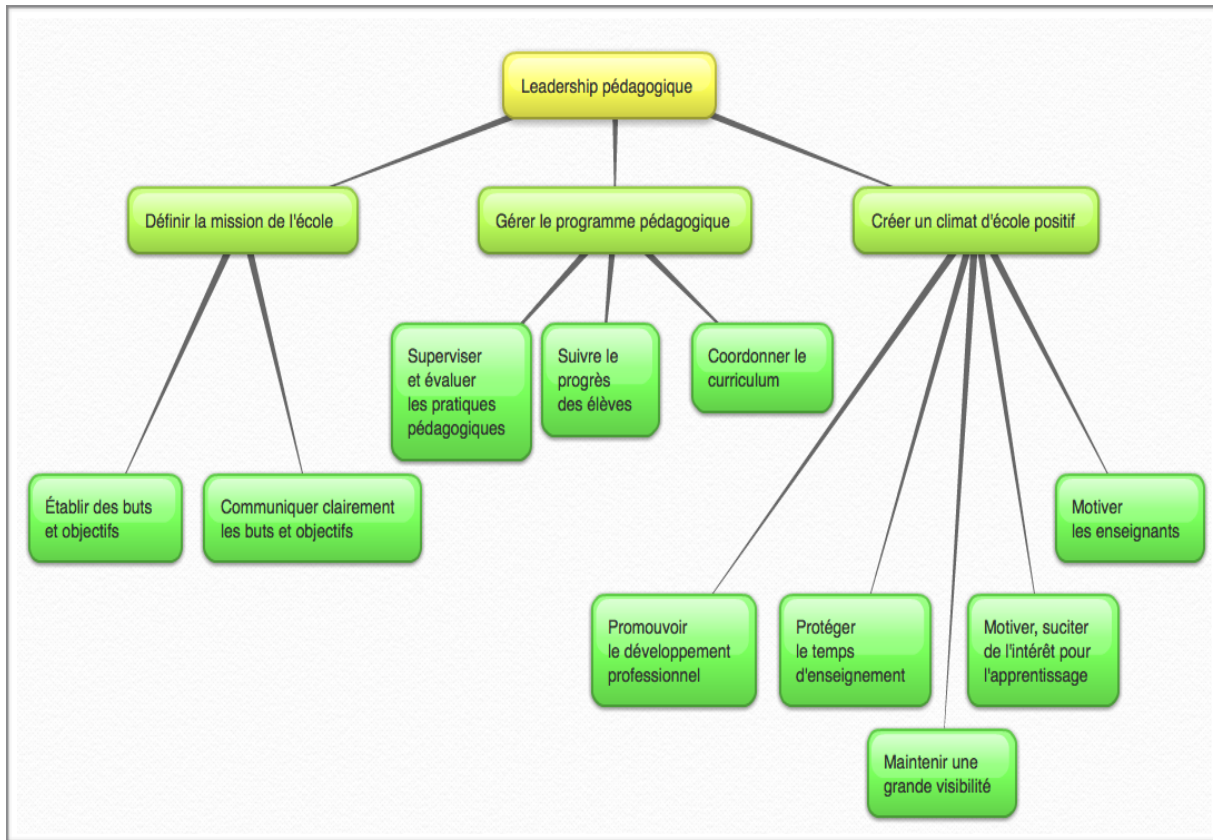 Leadership pédagogique
Définir la mission de l'école
Gérer le programme pédagogique
Créer un climat d'école positif
Superviser
et évaluer
les pratiques
pédagogiques
Suivre le
progrès
des élèves
Coordonner le
curriculum
Établir des buts
et objectifs
Communiquer clairement
les buts et objectifs
Motiver
les enseignants
Promouvoir
le développement
professionnel
Protéger
le temps
d'enseignement
Motiver, suciter
de l'intérêt pour
l'apprentissage
Maintenir une
grande visibilité